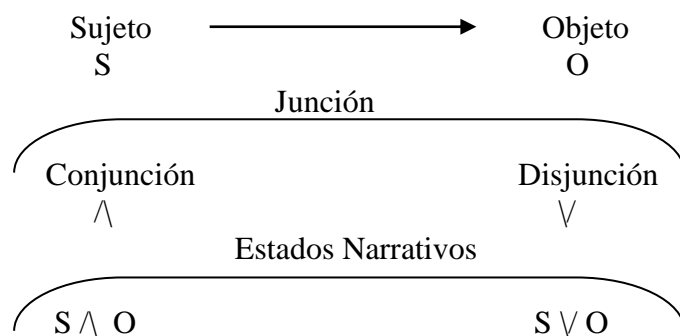 Sujeto Objeto
S O
Junción
Conjunción Disjunción
/\ \/
Estados Narrativos
S /\ O S \/ O